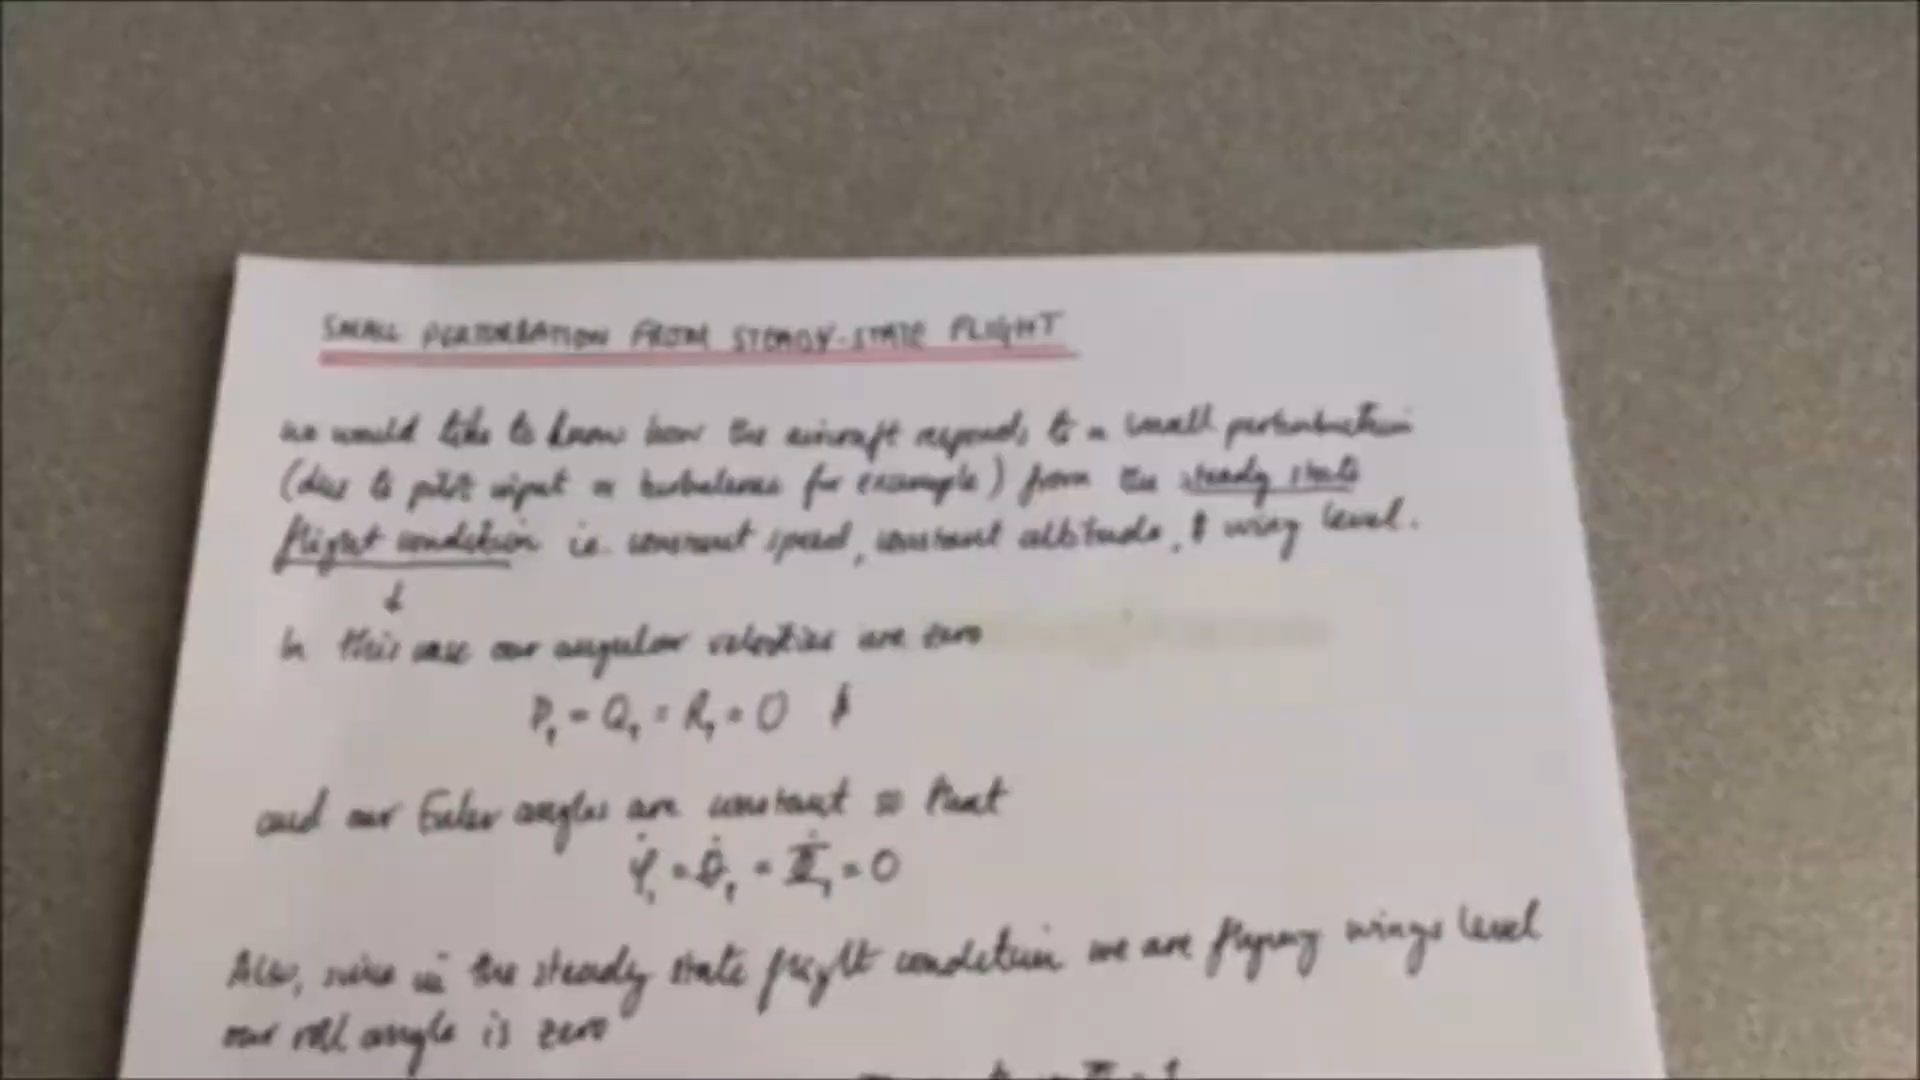 SMALL PERTURBATION FROM STEADY-STATE FLIGHT
we would like to know how the aircraft responds to a small perturbation
(due to pilot input or turbulence for example) from the steady state
flight condition i.e. constant speed, constant altitude, & wing level.
↓
In this case our angular velocities are zero
P₁ = Q₁ = R₁ = 0 &
and our Euler angles are constant so that
Ψ̇₁ = Θ̇₁ = Φ̇₁ = 0
Also, since in the steady state flight condition we are flying wings level
our roll angle is zero